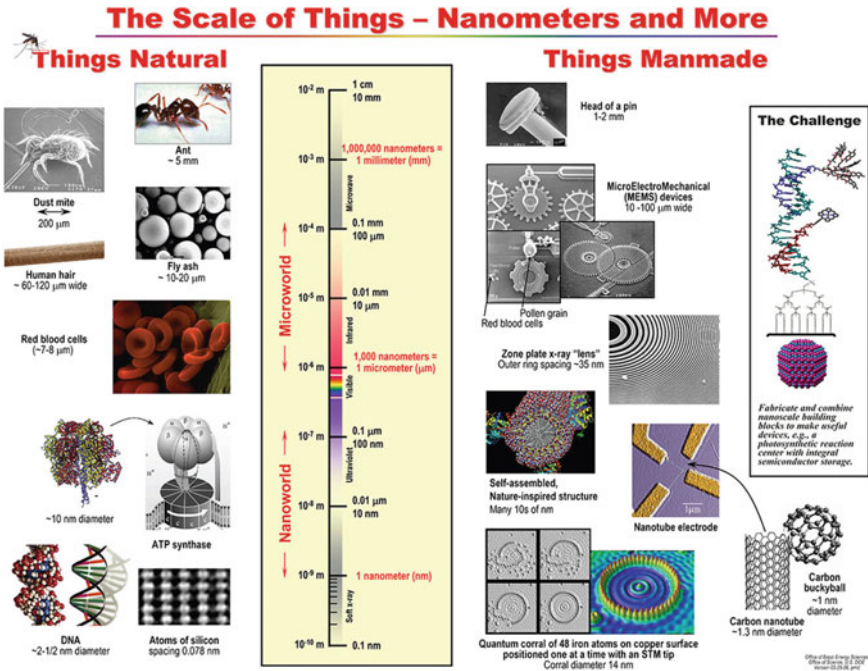 The Scale of Things – Nanometers and More
Things Natural
Ant
~ 5 mm
Dust mite
200 μm
Human hair
~ 60-120 μm wide
Fly ash
~ 10-20 μm
Red blood cells
(~7-8 μm)
~10 nm diameter
ATP synthase
DNA
~2-1/2 nm diameter
Atoms of silicon
spacing 0.078 nm
Microworld
Nanoworld
10-2 m
1 cm
10 mm
1,000,000 nanometers =
10-3 m
1 millimeter (mm)
Microwave
10-4 m
0.1 mm
100 μm
10-5 m
0.01 mm
10 μm
Infrared
1,000 nanometers =
10-6 m
1 micrometer (μm)
Visible
10-7 m
0.1 μm
100 nm
Ultraviolet
10-8 m
0.01 μm
10 nm
10-9 m
1 nanometer (nm)
Soft x-ray
10-10 m
0.1 nm
Things Manmade
Head of a pin
1-2 mm
MicroElectroMechanical
(MEMS) devices
10 -100 μm wide
Pollen grain
Red blood cells
Zone plate x-ray “lens”
Outer ring spacing ~35 nm
Self-assembled,
Nature-inspired structure
Many 10s of nm
1μm
Nanotube electrode
Quantum corral of 48 iron atoms on copper surface
positioned one at a time with an STM tip
Corral diameter 14 nm
Carbon nanotube
~1.3 nm diameter
Carbon
buckyball
~1 nm
diameter
The Challenge
Fabricate and combine
nanoscale building
blocks to make useful
devices, e.g., a
photosynthetic reaction
center with integral
semiconductor storage.
Office of Basic Energy Sciences